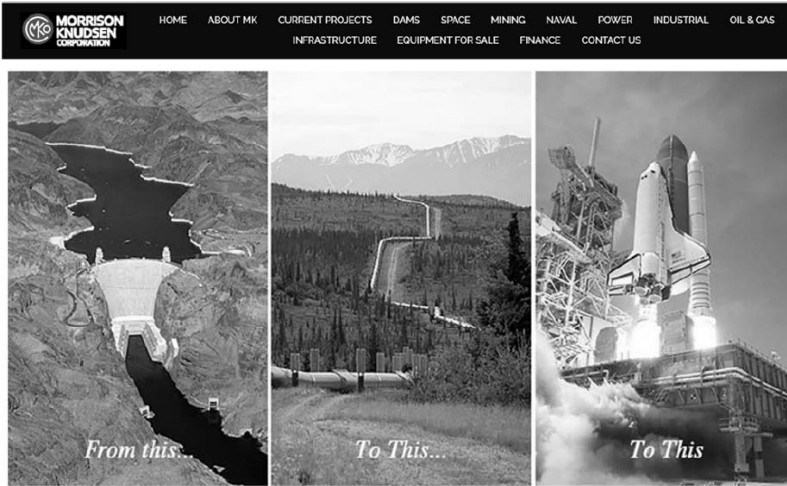 MORRISON
KNUDSEN
CORPORATION
HOME ABOUT MK CURRENT PROJECTS DAMS SPACE MINING NAVAL POWER INDUSTRIAL OIL & GAS
INFRASTRUCTURE EQUIPMENT FOR SALE FINANCE CONTACT US
From this...
To This...
To This